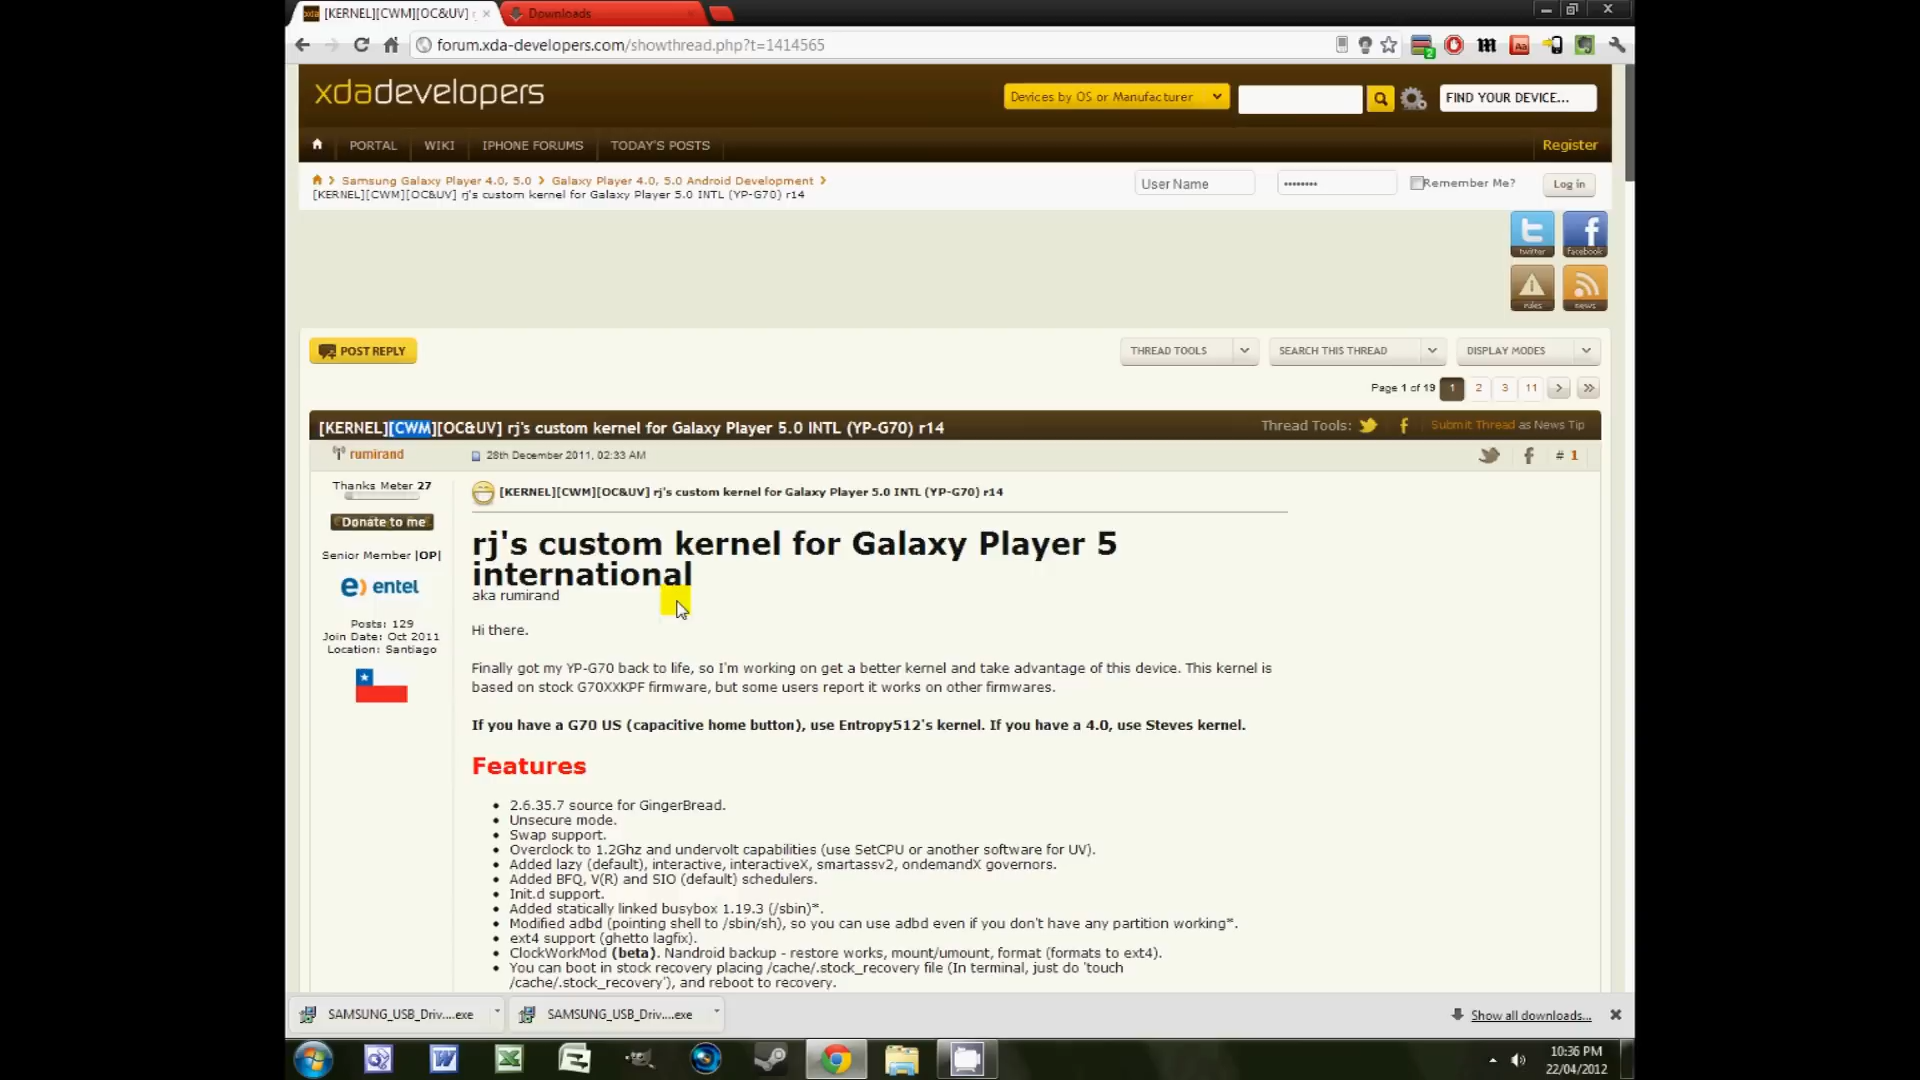 [KERNEL][CWM][OC&UV] r
Downloads
forum.xda-developers.com/showthread.php?t=1414565
xdadevelopers
Devices by OS or Manufacturer
FIND YOUR DEVICE...
PORTAL WIKI IPHONE FORUMS TODAY'S POSTS
Register
Samsung Galaxy Player 4.0, 5.0 Galaxy Player 4.0, 5.0 Android Development
[KERNEL][CWM][OC&UV] rj's custom kernel for Galaxy Player 5.0 INTL (YP-G70) r14
User Name
••••••••
Remember Me?
Log in
twitter
facebook
rules
news
POST REPLY
THREAD TOOLS
SEARCH THIS THREAD
DISPLAY MODES
Page 1 of 19 1 2 3 11 > >>
[KERNEL][CWM][OC&UV] rj's custom kernel for Galaxy Player 5.0 INTL (YP-G70) r14
Thread Tools: Submit Thread as News Tip
rumirand
28th December 2011, 02:33 AM
# 1
Thanks Meter 27
Donate to me
Senior Member |OP|
entel
Posts: 129
Join Date: Oct 2011
Location: Santiago
[KERNEL][CWM][OC&UV] rj's custom kernel for Galaxy Player 5.0 INTL (YP-G70) r14
rj's custom kernel for Galaxy Player 5
international
aka rumirand
Hi there.
Finally got my YP-G70 back to life, so I'm working on get a better kernel and take advantage of this device. This kernel is
based on stock G70XXKPF firmware, but some users report it works on other firmwares.
If you have a G70 US (capacitive home button), use Entropy512's kernel. If you have a 4.0, use Steves kernel.
Features
• 2.6.35.7 source for GingerBread.
• Unsecure mode.
• Swap support.
• Overclock to 1.2Ghz and undervolt capabilities (use SetCPU or another software for UV).
• Added lazy (default), interactive, interactiveX, smartassv2, ondemandX governors.
• Added BFQ, V(R) and SIO (default) schedulers.
• Init.d support.
• Added statically linked busybox 1.19.3 (/sbin)*.
• Modified adbd (pointing shell to /sbin/sh), so you can use adbd even if you don't have any partition working*.
• ext4 support (ghetto lagfix).
• ClockWorkMod (beta). Nandroid backup - restore works, mount/umount, format (formats to ext4).
• You can boot in stock recovery placing /cache/.stock_recovery file (In terminal, just do 'touch
/cache/.stock_recovery'), and reboot to recovery.
SAMSUNG_USB_Driv....exe
SAMSUNG_USB_Driv....exe
Show all downloads...
10:36 PM
22/04/2012